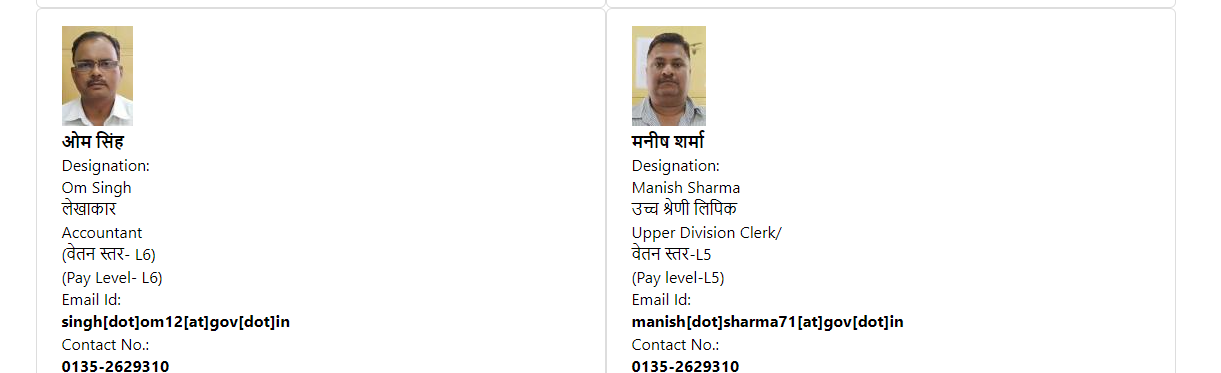 ओम सिंह
Designation:
Om Singh
लेखाकार
Accountant
(वेतन स्तर- L6)
(Pay Level- L6)
Email Id:
singh[dot]om12[at]gov[dot]in
Contact No.:
0135-2629310
मनीष शर्मा
Designation:
Manish Sharma
उच्च श्रेणी लिपिक
Upper Division Clerk/
वेतन स्तर-L5
(Pay level-L5)
Email Id:
manish[dot]sharma71[at]gov[dot]in
Contact No.:
0135-2629310